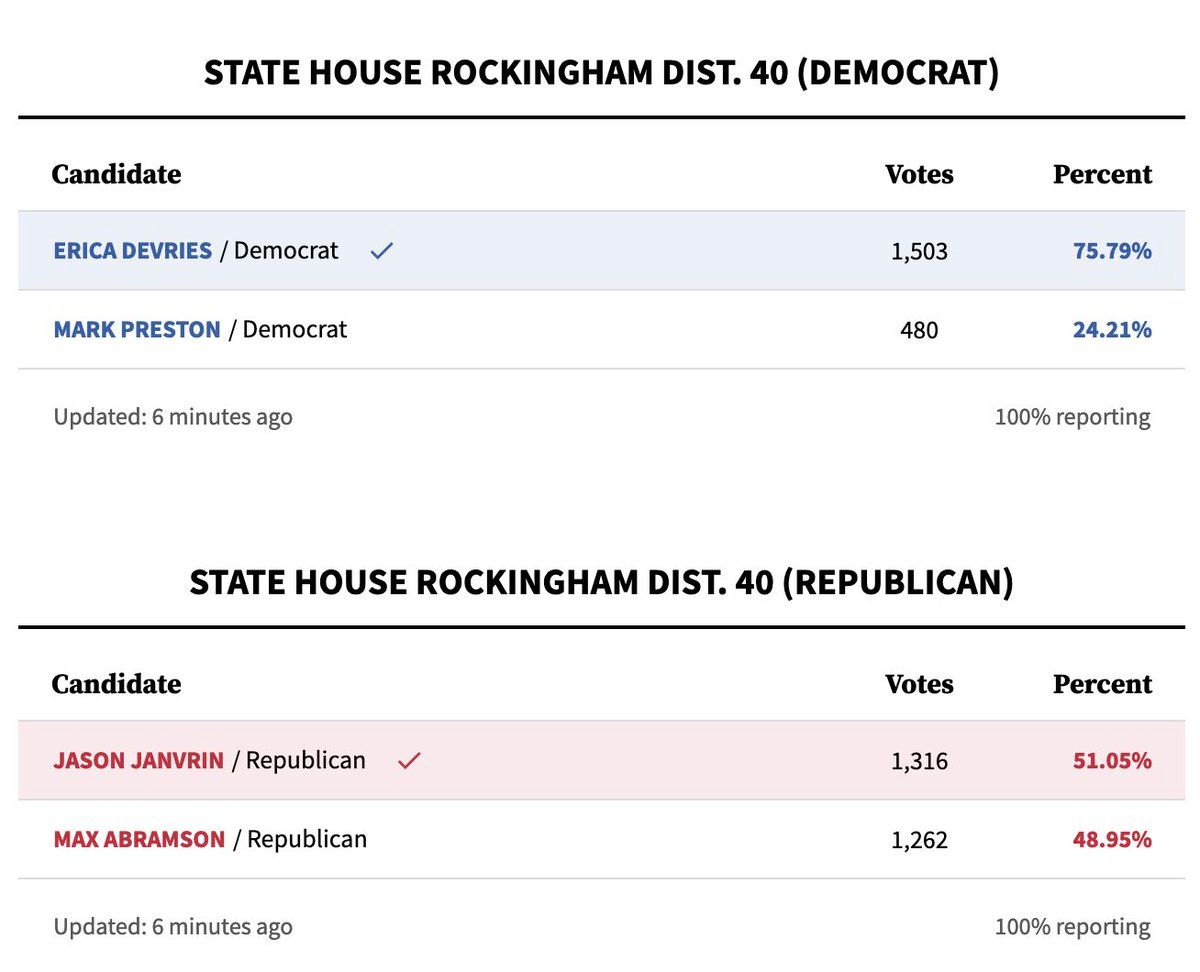 STATE HOUSE ROCKINGHAM DIST. 40 (DEMOCRAT)
Candidate Votes Percent
ERICA DEVRIES / Democrat ✓ 1,503 75.79%
MARK PRESTON / Democrat 480 24.21%
Updated: 6 minutes ago 100% reporting
STATE HOUSE ROCKINGHAM DIST. 40 (REPUBLICAN)
Candidate Votes Percent
JASON JANVRIN / Republican ✓ 1,316 51.05%
MAX ABRAMSON / Republican 1,262 48.95%
Updated: 6 minutes ago 100% reporting